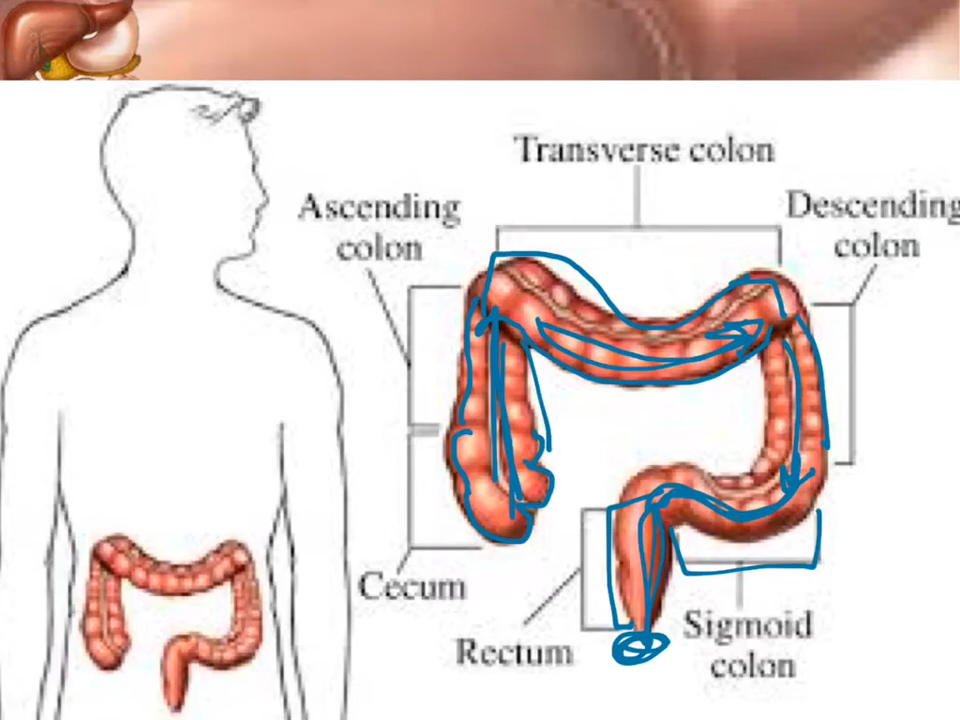 Transverse colon
Ascending
colon
Descending
colon
Cecum
Rectum
Sigmoid
colon